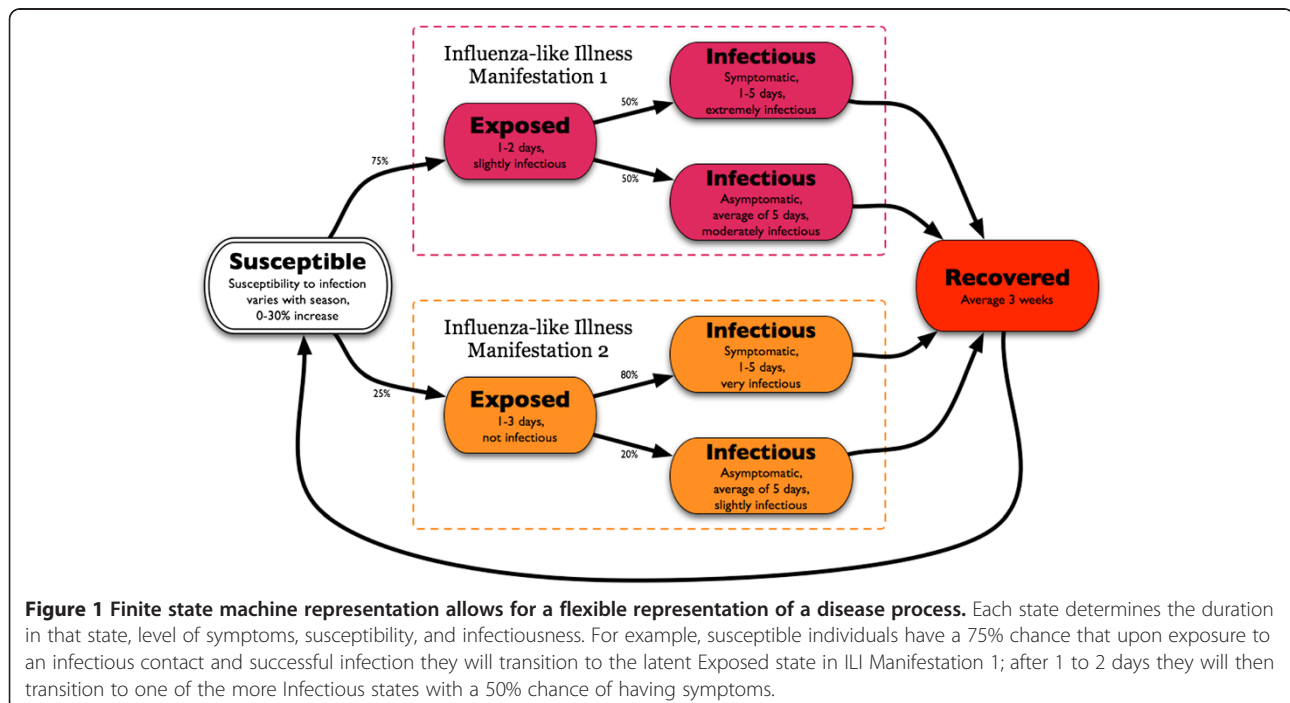 Influenza-like Illness
Manifestation 1
Infectious
Symptomatic,
1-5 days,
extremely infectious
50%
Exposed
1-2 days,
slightly infectious
75%
50%
Infectious
Asymptomatic,
average of 5 days,
moderately infectious
Susceptible
Susceptibility to infection
varies with season,
0-30% increase
Recovered
Average 3 weeks
Influenza-like Illness
Manifestation 2
Infectious
Symptomatic,
1-5 days,
very infectious
80%
25%
Exposed
1-3 days,
not infectious
20%
Infectious
Asymptomatic,
average of 5 days,
slightly infectious
Figure 1 Finite state machine representation allows for a flexible representation of a disease process. Each state determines the duration
in that state, level of symptoms, susceptibility, and infectiousness. For example, susceptible individuals have a 75% chance that upon exposure to
an infectious contact and successful infection they will transition to the latent Exposed state in ILI Manifestation 1; after 1 to 2 days they will then
transition to one of the more Infectious states with a 50% chance of having symptoms.